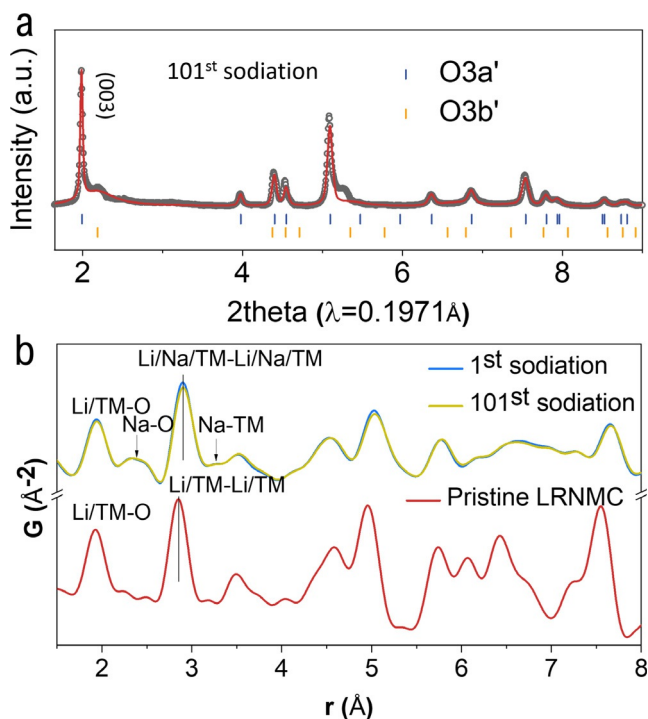 a
Intensity (a.u.)
(003)
101st sodiation
O3a'
O3b'
2 4 6 8
2theta (λ=0.1971Å)
b
G (Å-2)
Li/Na/TM-Li/Na/TM
1st sodiation
101st sodiation
Li/TM-O
Na-O
Na-TM
Li/TM-Li/TM
Pristine LRNMC
Li/TM-O
2 3 4 5 6 7 8
r (Å)